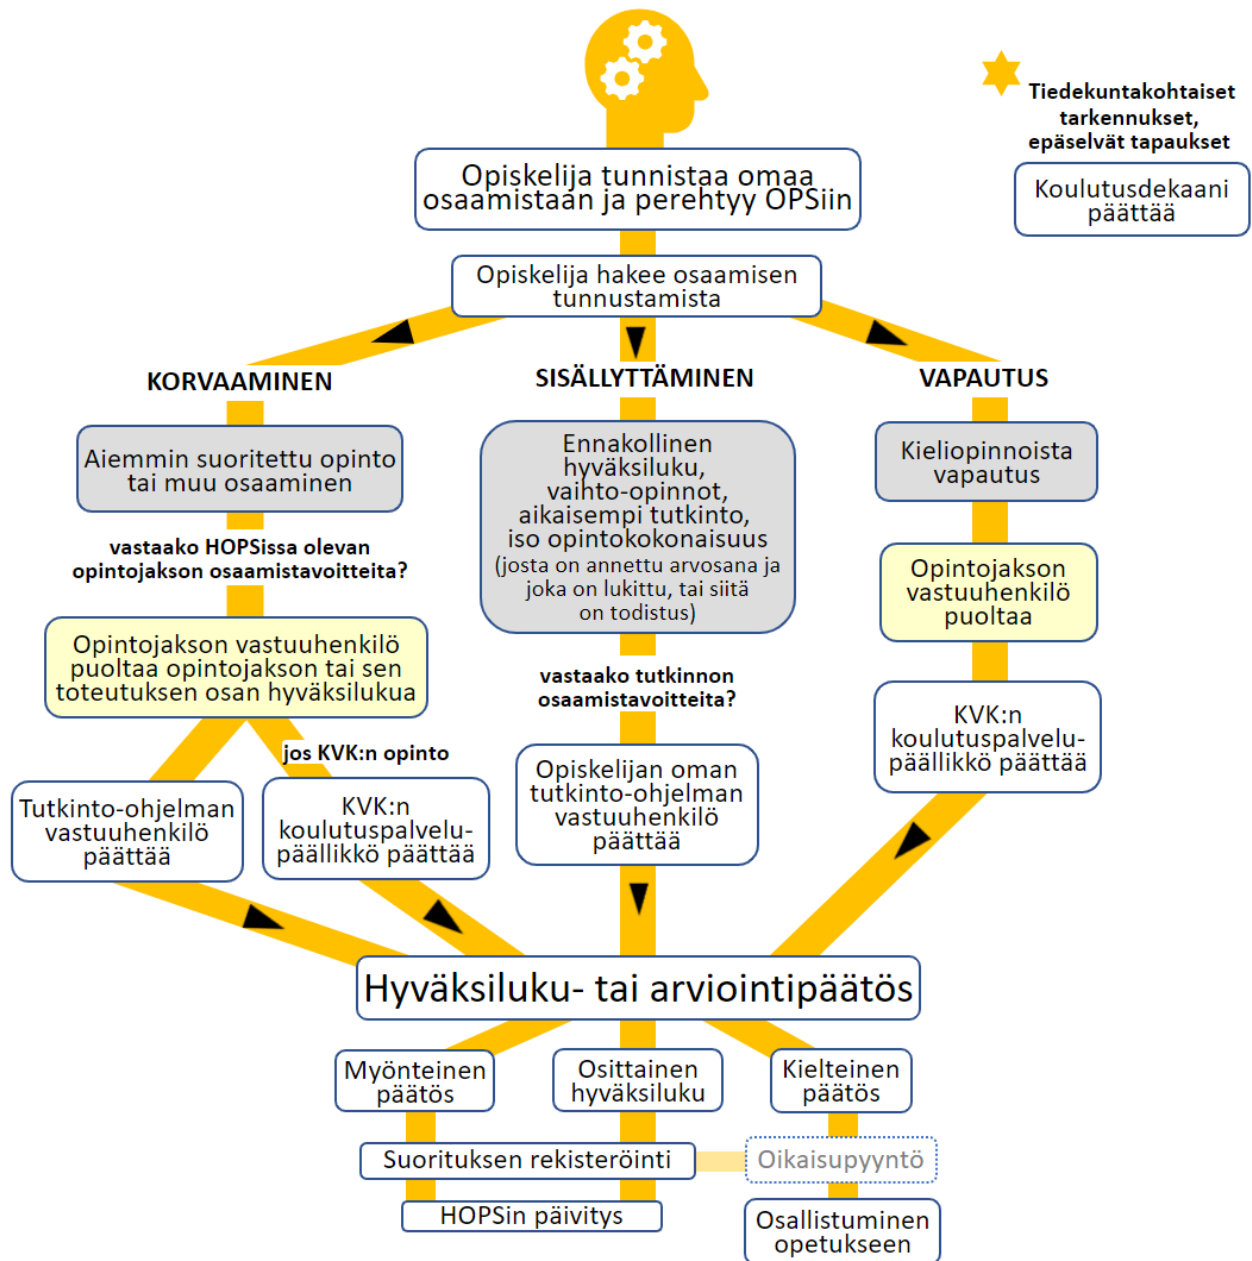 Tiedekuntakohtaiset
tarkennukset,
epäselvät tapaukset
Koulutusdekaani
päättää
Opiskelija tunnistaa omaa
osaamistaan ja perehtyy OPSiin
Opiskelija hakee osaamisen
tunnustamista
KORVAAMINEN
Aiemmin suoritettu opinto
tai muu osaaminen
vastaako HOPSissa olevan
opintojakson osaamistavoitteita?
Opintojakson vastuuhenkilö
puoltaa opintojakson tai sen
toteutuksen osan hyväksilukua
jos KVK:n opinto
Tutkinto-ohjelman
vastuuhenkilö
päättää
KVK:n
koulutuspalvelu-
päällikkö päättää
SISÄLLYTTÄMINEN
Ennakollinen
hyväksiluku,
vaihto-opinnot,
aikaisempi tutkinto,
iso opintokokonaisuus
(josta on annettu arvosana ja
joka on lukittu, tai siitä
on todistus)
vastaako tutkinnon
osaamistavoitteita?
Opiskelijan oman
tutkinto-ohjelman
vastuuhenkilö
päättää
VAPAUTUS
Kieliopinnoista
vapautus
Opintojakson
vastuuhenkilö
puoltaa
KVK:n
koulutuspalvelu-
päällikkö päättää
Hyväksiluku- tai arviointipäätös
Myönteinen
päätös
Osittainen
hyväksiluku
Kielteinen
päätös
Suorituksen rekisteröinti
Oikaisupyyntö
HOPSin päivitys
Osallistuminen
opetukseen